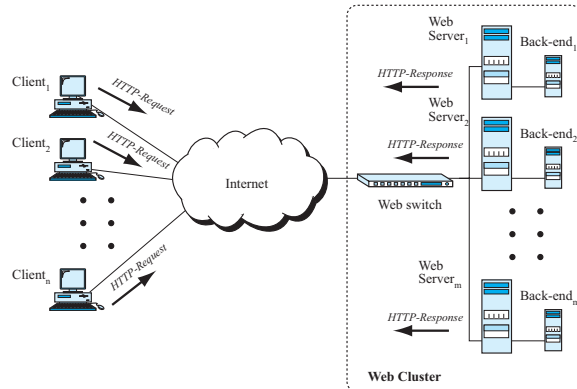 Client1
HTTP-Request
Client2
HTTP-Request
Clientn
HTTP-Request
Internet
Web switch
Web
Server1
Back-end1
HTTP-Response
Web
Server2
Back-end2
HTTP-Response
Web
Serverm
Back-endm
HTTP-Response
Web Cluster